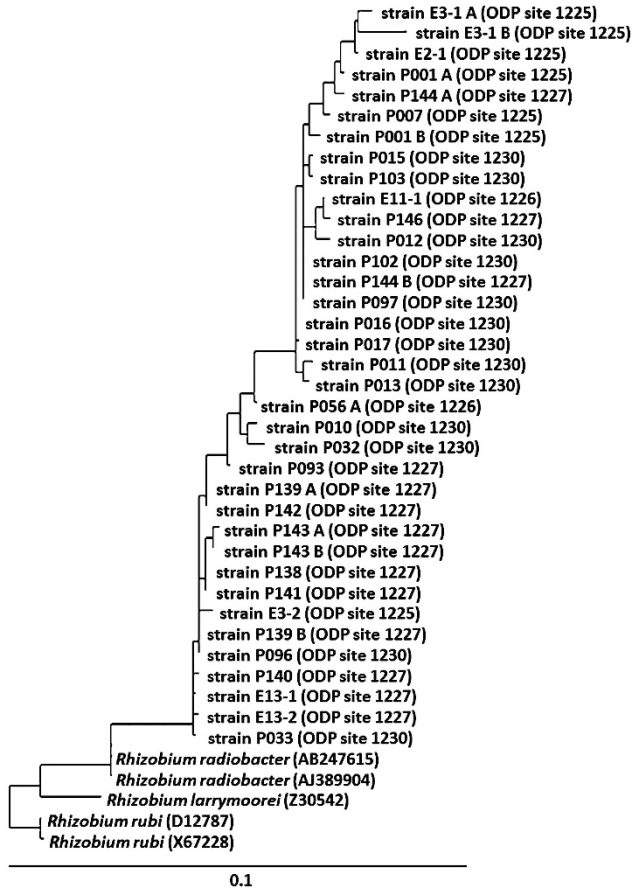 strain E3-1 A (ODP site 1225)
strain E3-1 B (ODP site 1225)
strain E2-1 (ODP site 1225)
strain P001 A (ODP site 1225)
strain P144 A (ODP site 1227)
strain P007 (ODP site 1225)
strain P001 B (ODP site 1225)
strain P015 (ODP site 1230)
strain P103 (ODP site 1230)
strain E11-1 (ODP site 1226)
strain P146 (ODP site 1227)
strain P012 (ODP site 1230)
strain P102 (ODP site 1230)
strain P144 B (ODP site 1227)
strain P097 (ODP site 1230)
strain P016 (ODP site 1230)
strain P017 (ODP site 1230)
strain P011 (ODP site 1230)
strain P013 (ODP site 1230)
strain P056 A (ODP site 1226)
strain P010 (ODP site 1230)
strain P032 (ODP site 1230)
strain P093 (ODP site 1227)
strain P139 A (ODP site 1227)
strain P142 (ODP site 1227)
strain P143 A (ODP site 1227)
strain P143 B (ODP site 1227)
strain P138 (ODP site 1227)
strain P141 (ODP site 1227)
strain E3-2 (ODP site 1225)
strain P139 B (ODP site 1227)
strain P096 (ODP site 1230)
strain P140 (ODP site 1227)
strain E13-1 (ODP site 1227)
strain E13-2 (ODP site 1227)
strain P033 (ODP site 1230)
Rhizobium radiobacter (AB247615)
Rhizobium radiobacter (AJ389904)
Rhizobium larrymoorei (Z30542)
Rhizobium rubi (D12787)
Rhizobium rubi (X67228)
0.1